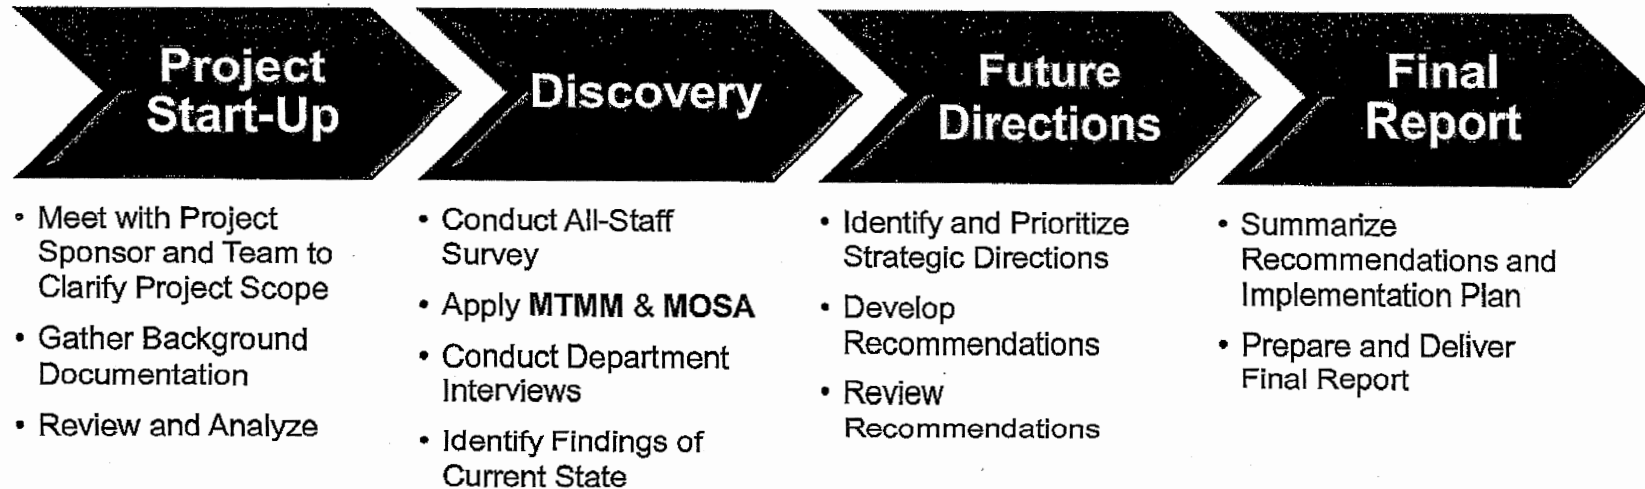 Project
Start-Up
• Meet with Project
Sponsor and Team to
Clarify Project Scope
• Gather Background
Documentation
• Review and Analyze
Discovery
• Conduct All-Staff
Survey
• Apply MTMM & MOSA
• Conduct Department
Interviews
• Identify Findings of
Current State
Future
Directions
• Identify and Prioritize
Strategic Directions
• Develop
Recommendations
• Review
Recommendations
Final
Report
• Summarize
Recommendations and
Implementation Plan
• Prepare and Deliver
Final Report